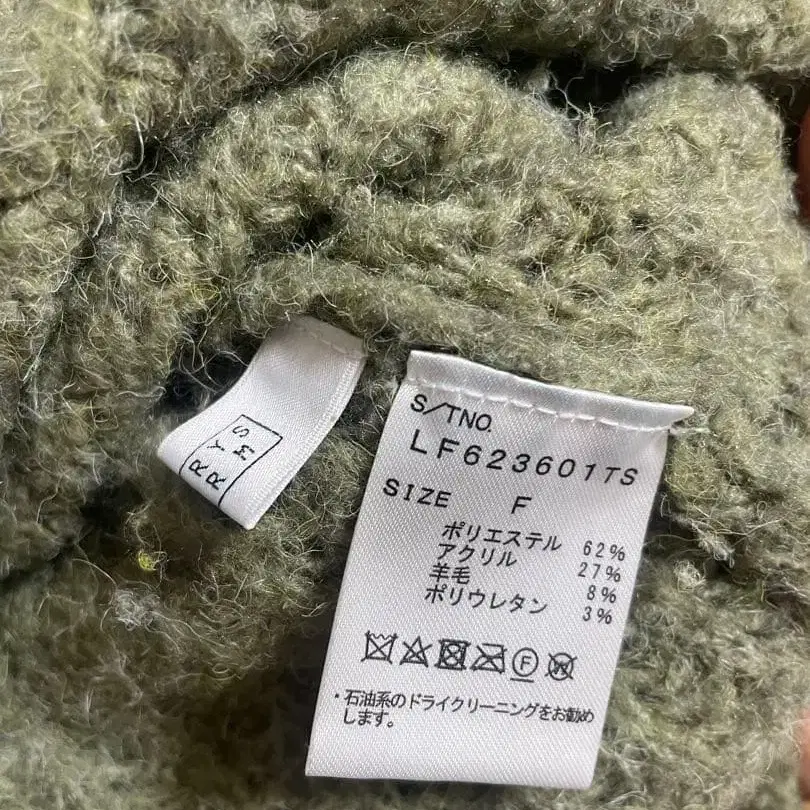 S/TNO.
LF623601TS
SIZE F
ポリエステル 62%
アクリル 27%
羊毛 8%
ポリウレタン 3%
・石油系のドライクリーニングをお勧め
します。
R Y S
R M